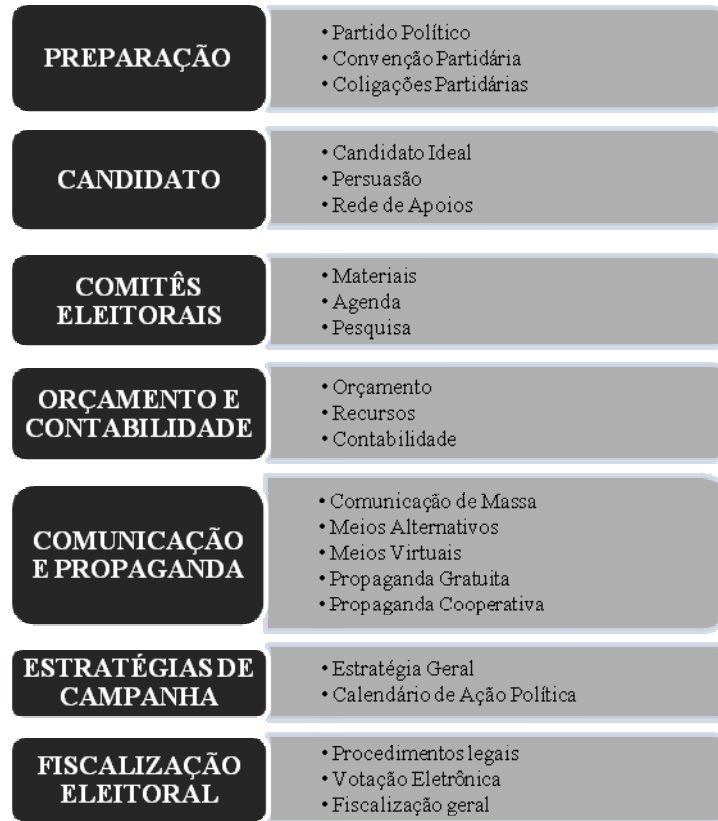 PREPARAÇÃO
• Partido Político
• Convenção Partidária
• Coligações Partidárias
CANDIDATO
• Candidato Ideal
• Persuasão
• Rede de Apoios
COMITÊS
ELEITORAIS
• Materiais
• Agenda
• Pesquisa
ORÇAMENTO E
CONTABILIDADE
• Orçamento
• Recursos
• Contabilidade
COMUNICAÇÃO
E PROPAGANDA
• Comunicação de Massa
• Meios Alternativos
• Meios Virtuais
• Propaganda Gratuita
• Propaganda Cooperativa
ESTRATÉGIAS DE
CAMPANHA
• Estratégia Geral
• Calendário de Ação Política
FISCALIZAÇÃO
ELEITORAL
• Procedimentos legais
• Votação Eletrônica
• Fiscalização geral